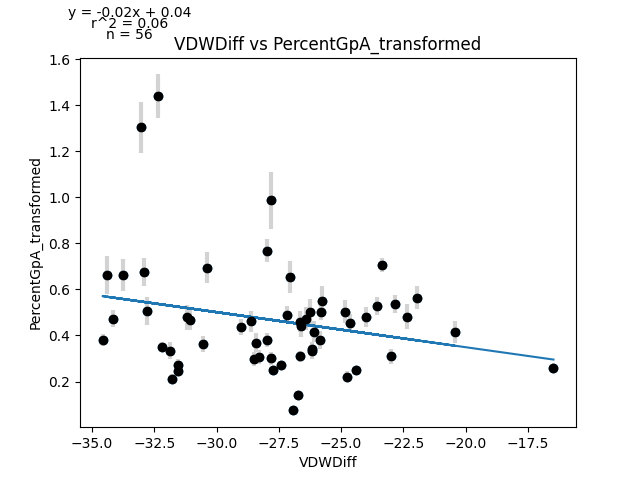 y = -0.02x + 0.04
r^2 = 0.06
n = 56
VDWDiff vs PercentGpA_transformed
PercentGpA_transformed
1.6
1.4
1.2
1.0
0.8
0.6
0.4
0.2
−35.0 −32.5 −30.0 −27.5 −25.0 −22.5 −20.0 −17.5
VDWDiff